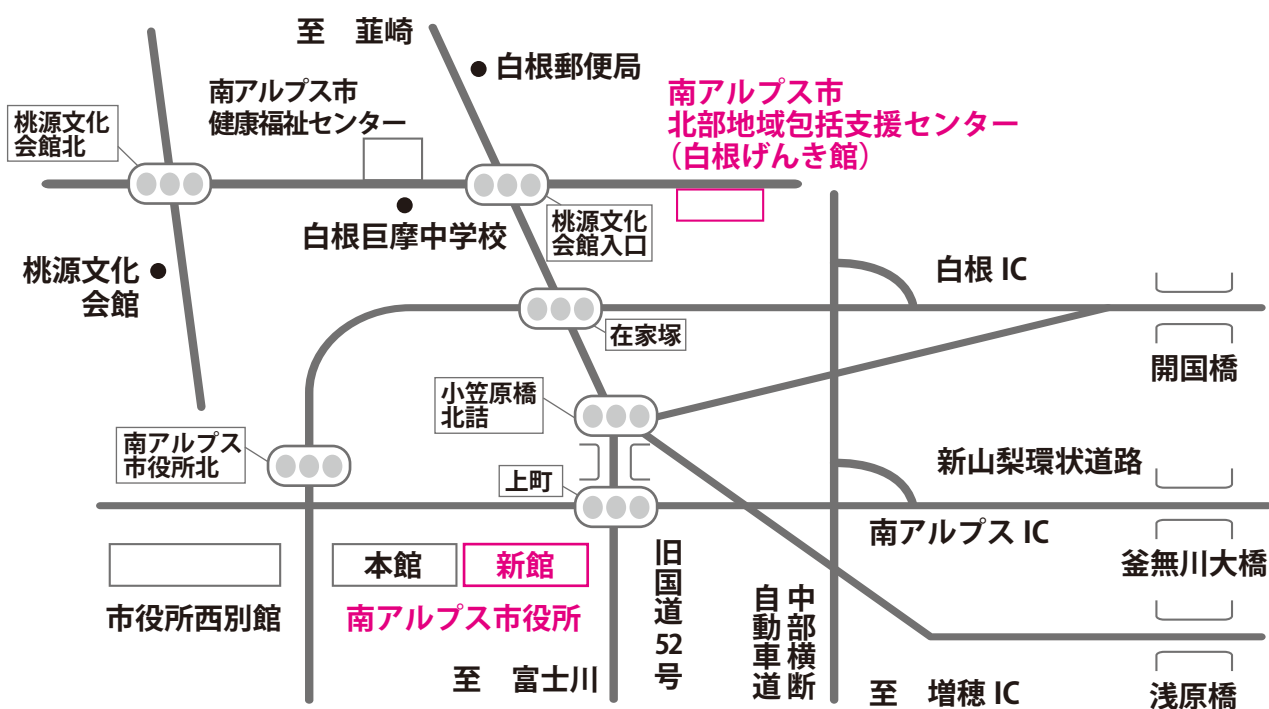 至　韮崎
白根郵便局
南アルプス市
健康福祉センター
南アルプス市
北部地域包括支援センター
（白根げんき館）
桃源文化
会館北
白根巨摩中学校
桃源文化
会館入口
桃源文化
会館
白根 IC
在家塚
開国橋
小笠原橋
北詰
南アルプス
市役所北
上町
新山梨環状道路
南アルプス IC
釜無川大橋
本館
新館
市役所西別館
南アルプス市役所
旧国道52号
中部横断
自動車道
至　富士川
至　増穂 IC
浅原橋